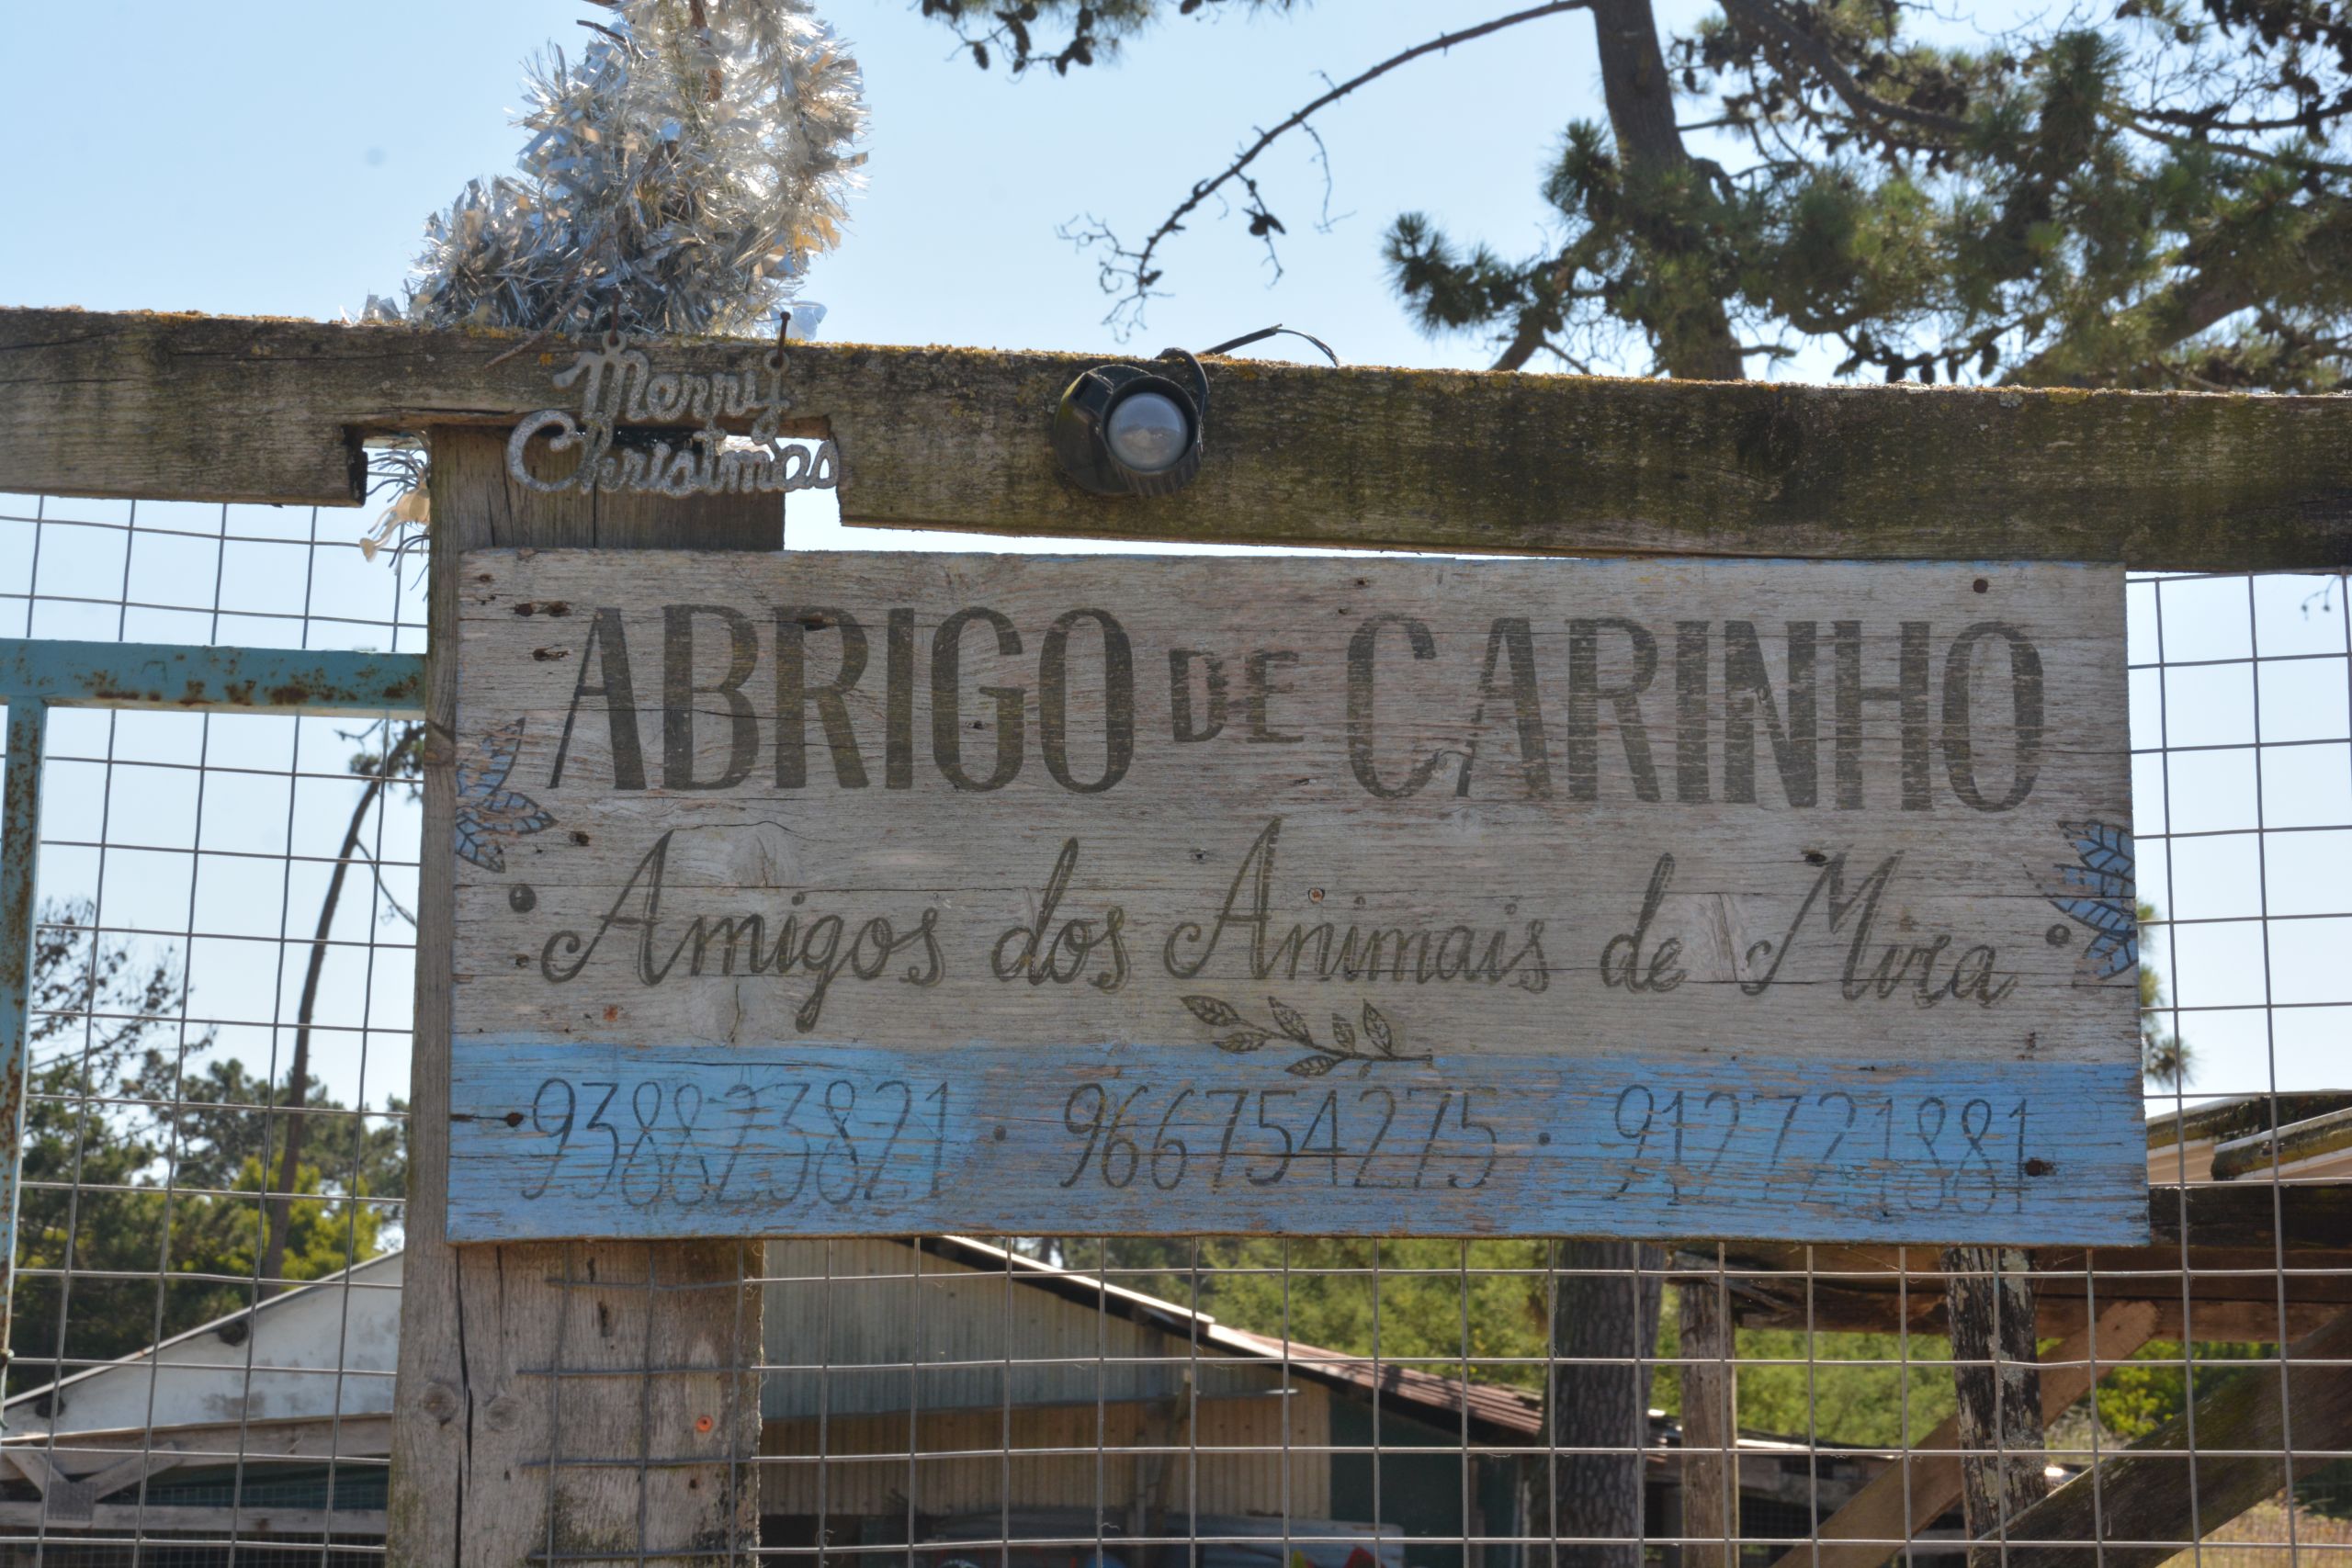 Merry
Christmas
ABRIGO DE CARINHO
Amigos dos Animais de Mira
938823821 · 966754275 · 912721881